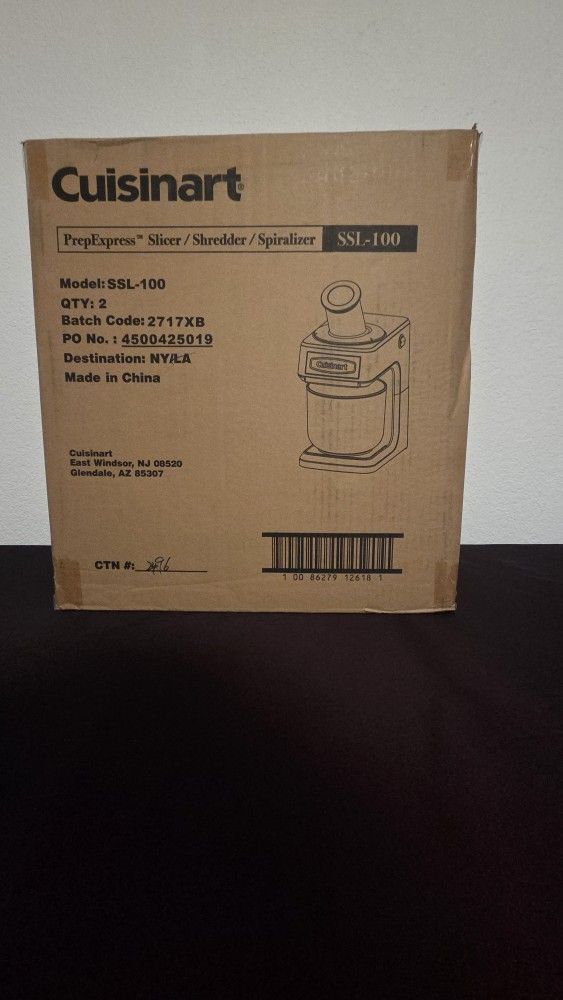 Cuisinart®
PrepExpress™ Slicer / Shredder / Spiralizer SSL-100
Model: SSL-100
QTY: 2
Batch Code: 2717XB
PO No. : 4500425019
Destination: NY/LA
Made in China
Cuisinart
Cuisinart
East Windsor, NJ 08520
Glendale, AZ 85307
CTN #:
1 00 86279 12618 1